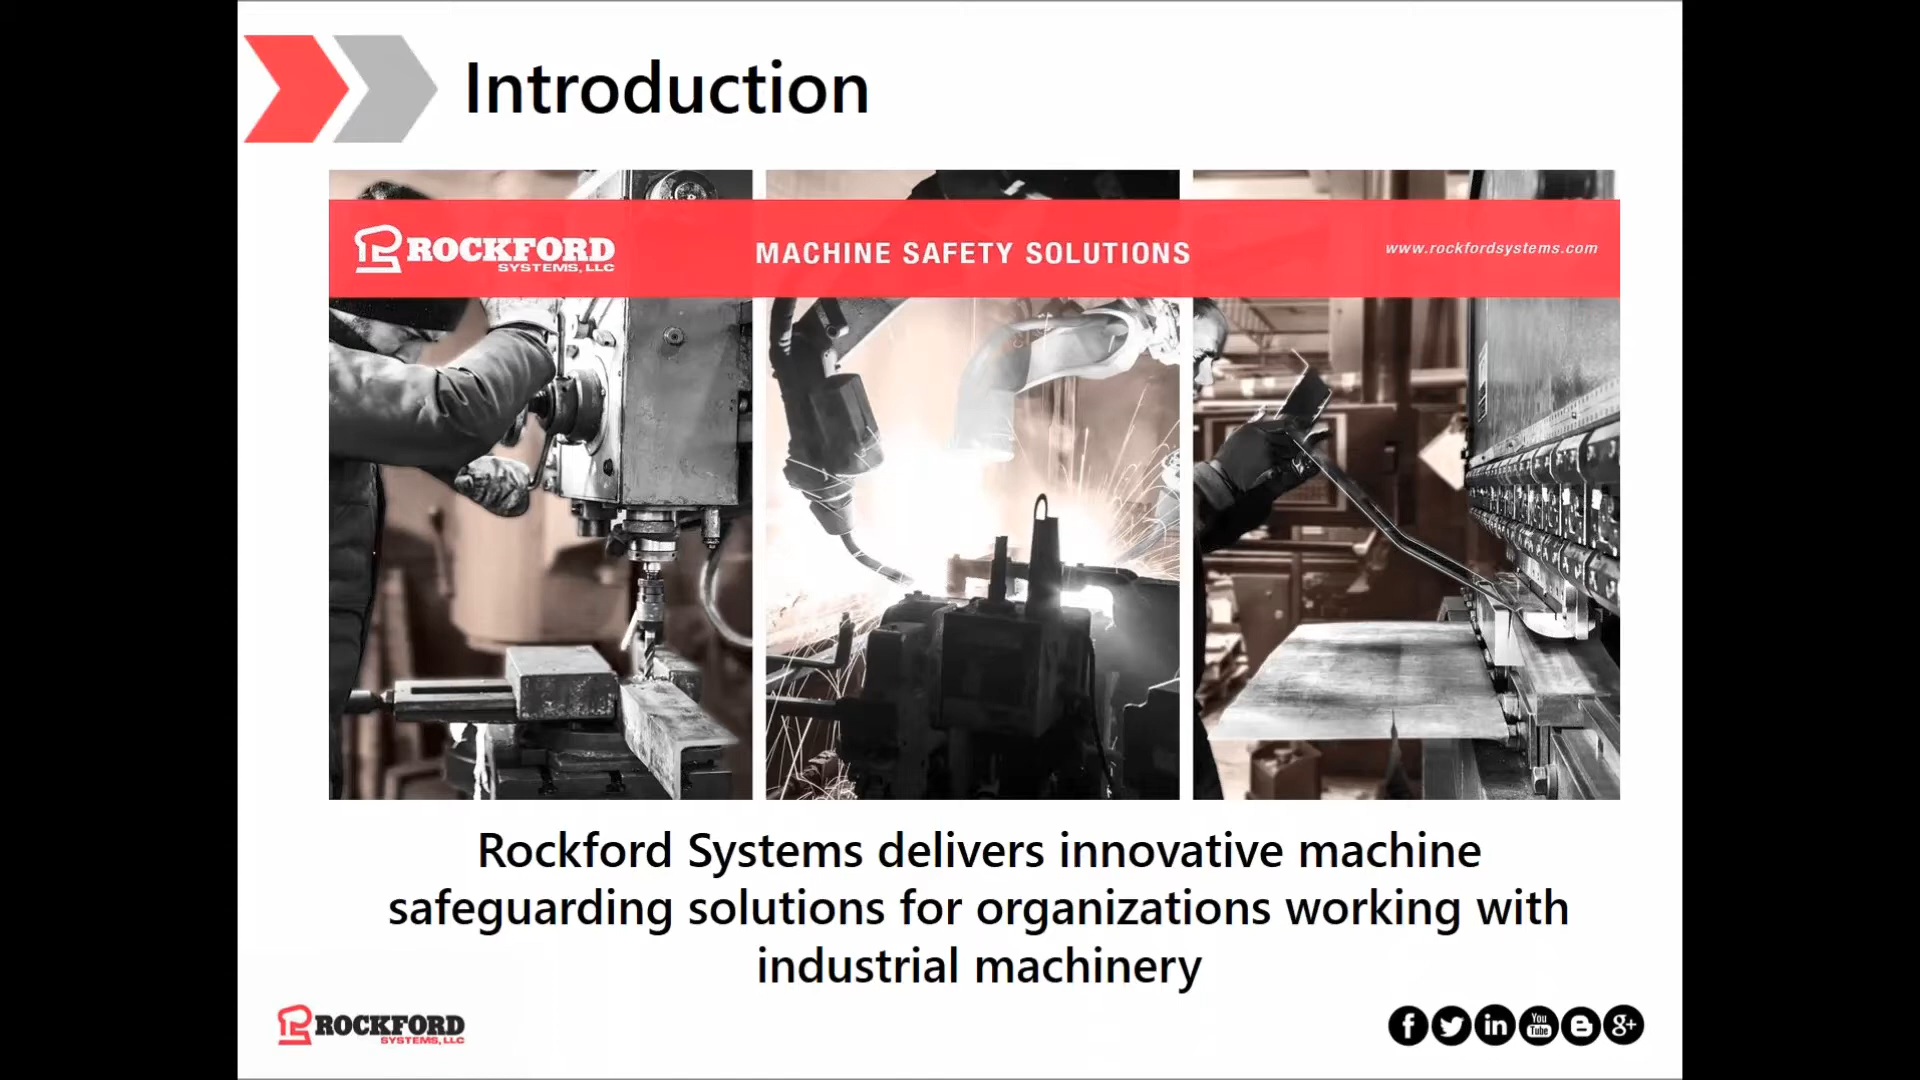 Introduction
ROCKFORD
SYSTEMS, LLC
MACHINE SAFETY SOLUTIONS
www.rockfordsystems.com
Rockford Systems delivers innovative machine
safeguarding solutions for organizations working with
industrial machinery
ROCKFORD
SYSTEMS, LLC
You
Tube
g+